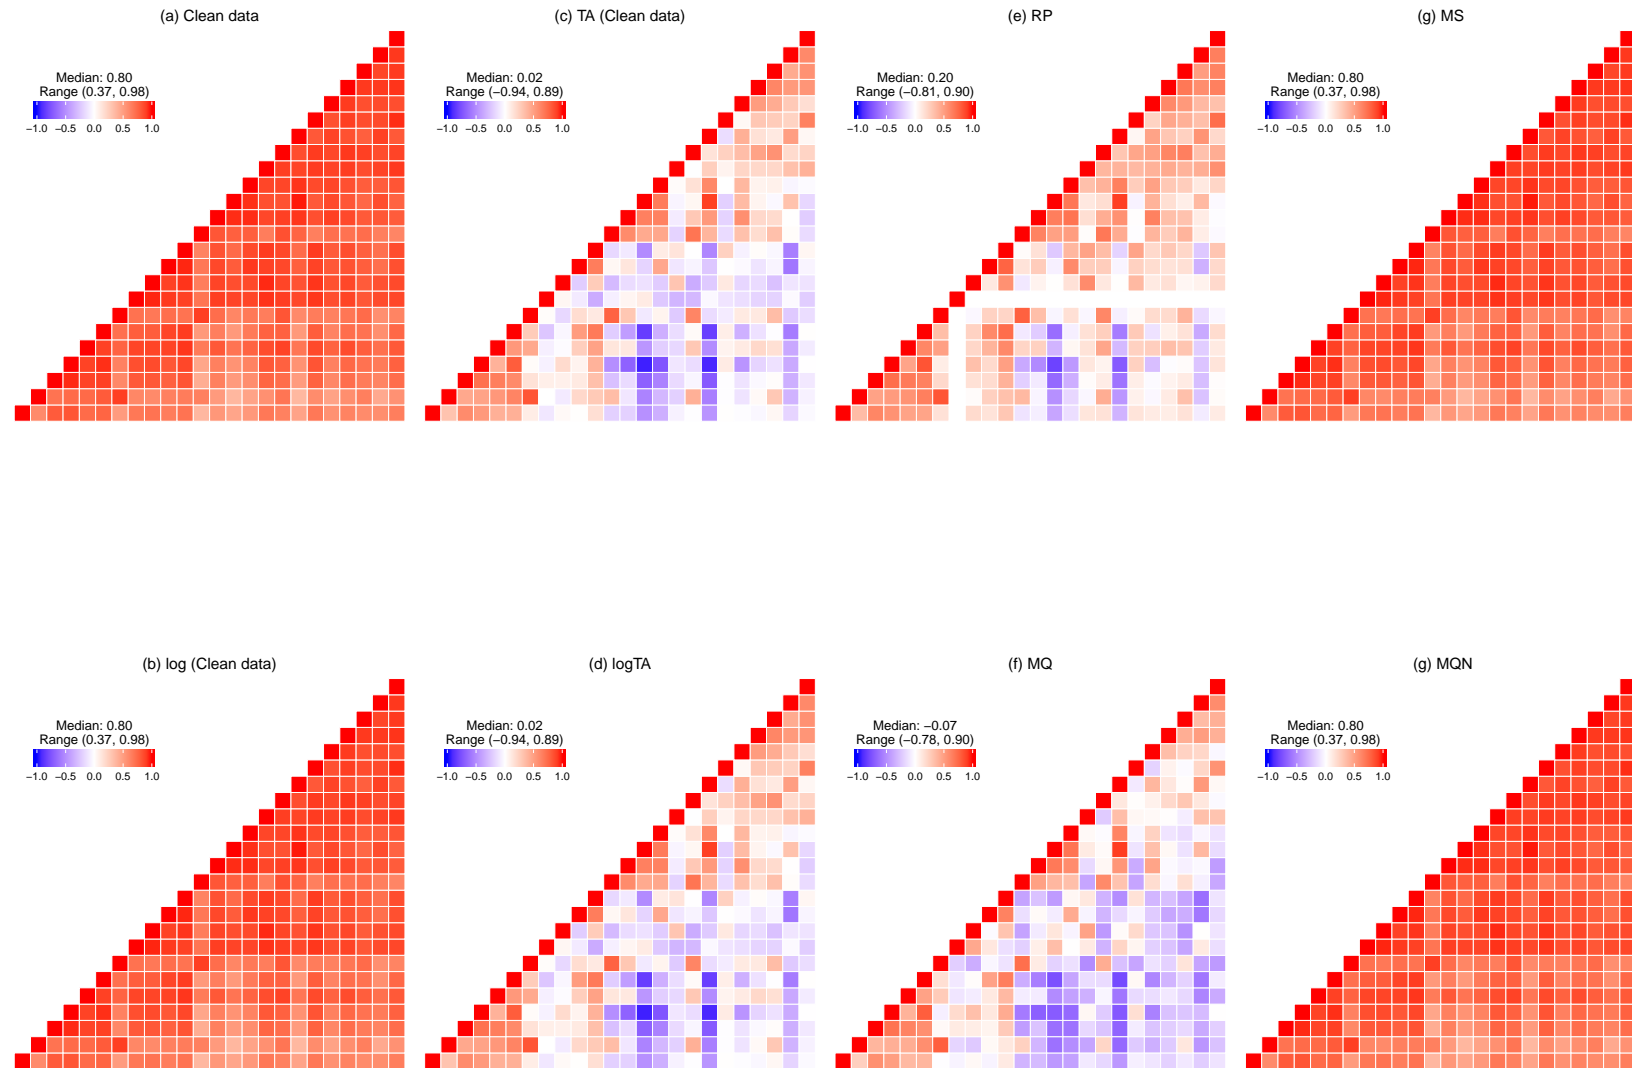 (a) Clean data
Median: 0.80
Range (0.37, 0.98)
−1.0 −0.5 0.0 0.5 1.0
(c) TA (Clean data)
Median: 0.02
Range (−0.94, 0.89)
−1.0 −0.5 0.0 0.5 1.0
(e) RP
Median: 0.20
Range (−0.81, 0.90)
−1.0 −0.5 0.0 0.5 1.0
(g) MS
Median: 0.80
Range (0.37, 0.98)
−1.0 −0.5 0.0 0.5 1.0
(b) log (Clean data)
Median: 0.80
Range (0.37, 0.98)
−1.0 −0.5 0.0 0.5 1.0
(d) logTA
Median: 0.02
Range (−0.94, 0.89)
−1.0 −0.5 0.0 0.5 1.0
(f) MQ
Median: −0.07
Range (−0.78, 0.90)
−1.0 −0.5 0.0 0.5 1.0
(g) MQN
Median: 0.80
Range (0.37, 0.98)
−1.0 −0.5 0.0 0.5 1.0